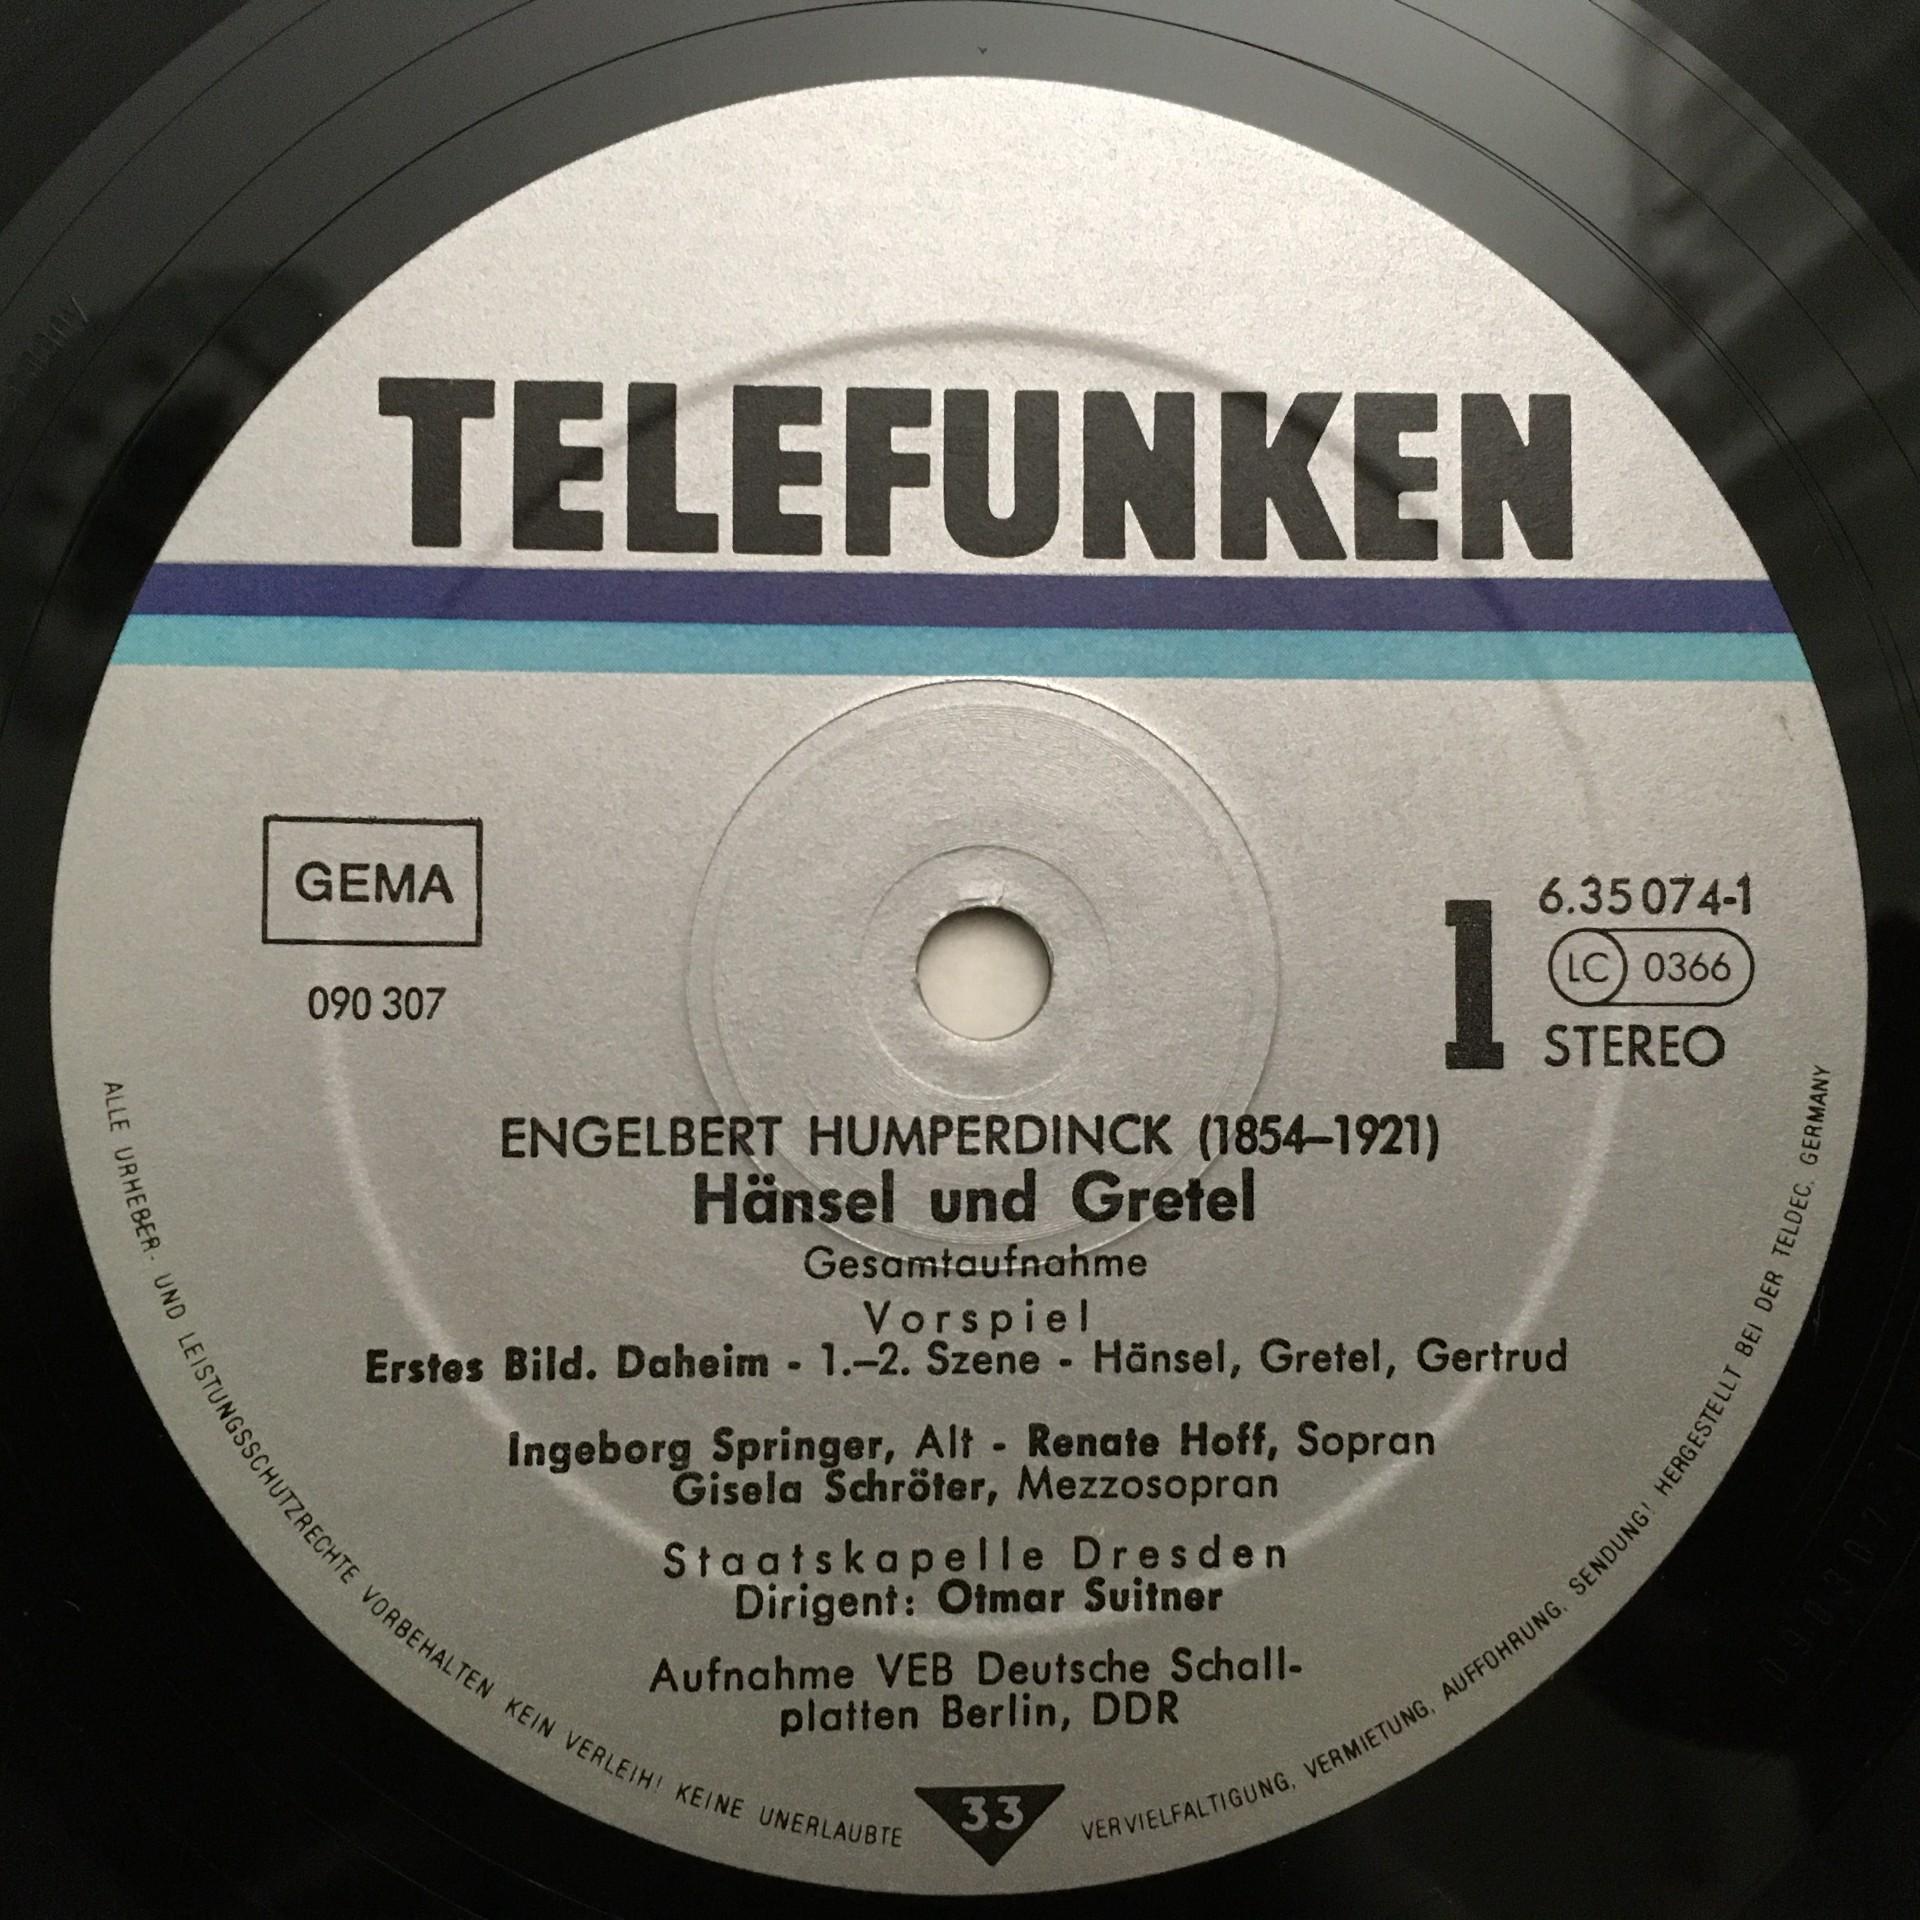 TELEFUNKEN
GEMA
090 307
1
6.35 074-1
LC 0366
STEREO
ENGELBERT HUMPERDINCK (1854–1921)
Hänsel und Gretel
Gesamtaufnahme
Vorspiel
Erstes Bild. Daheim - 1.–2. Szene - Hänsel, Gretel, Gertrud
Ingeborg Springer, Alt - Renate Hoff, Sopran
Gisela Schröter, Mezzosopran
Staatskapelle Dresden
Dirigent: Otmar Suitner
Aufnahme VEB Deutsche Schall-
platten Berlin, DDR
33
ALLE URHEBER- UND LEISTUNGSSCHUTZRECHTE VORBEHALTEN KEIN VERLEIH! KEINE UNERLAUBTE VERVIELFÄLTIGUNG, VERMIETUNG, AUFFÜHRUNG, SENDUNG! HERGESTELLT BEI DER TELDEC, GERMANY